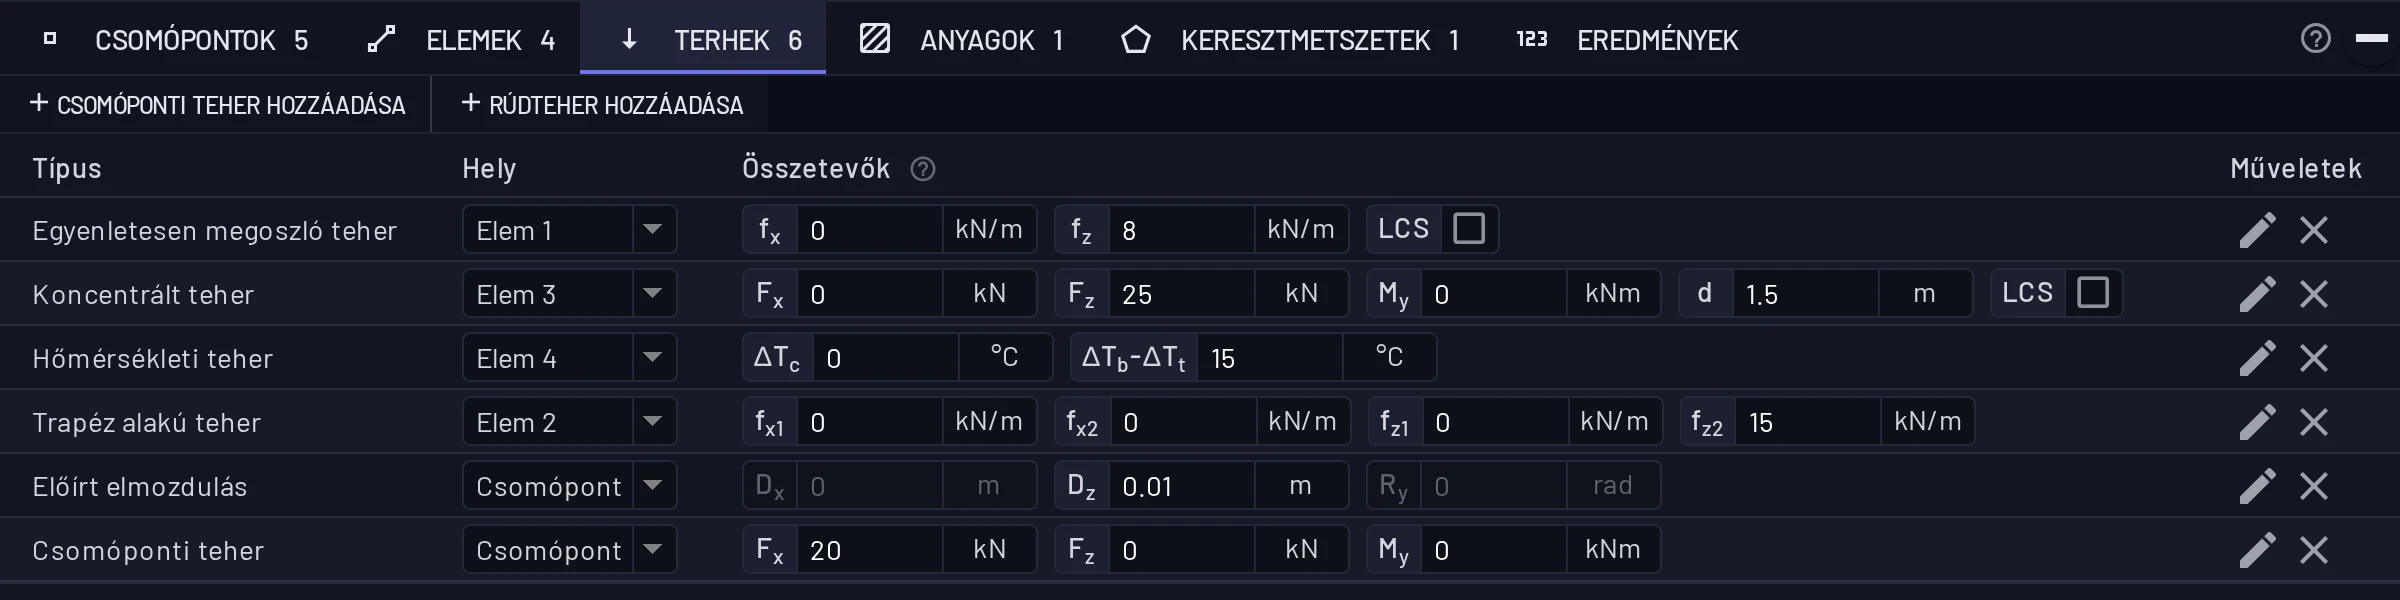 CSOMÓPONTOK 5 ELEMEK 4 TERHEK 6 ANYAGOK 1 KERESZTMETSZETEK 1 123 EREDMÉNYEK ?
+ CSOMÓPONTI TEHER HOZZÁADÁSA + RÚDTEHER HOZZÁADÁSA
Típus Hely Összetevők ? Műveletek
Egyenletesen megoszló teher Elem 1 fx 0 kN/m fz 8 kN/m LCS
Koncentrált teher Elem 3 Fx 0 kN Fz 25 kN My 0 kNm d 1.5 m LCS
Hőmérsékleti teher Elem 4 ΔTc 0 °C ΔTb-ΔTt 15 °C
Trapéz alakú teher Elem 2 fx1 0 kN/m fx2 0 kN/m fz1 0 kN/m fz2 15 kN/m
Előírt elmozdulás Csomópont Dx 0 m Dz 0.01 m Ry 0 rad
Csomóponti teher Csomópont Fx 20 kN Fz 0 kN My 0 kNm